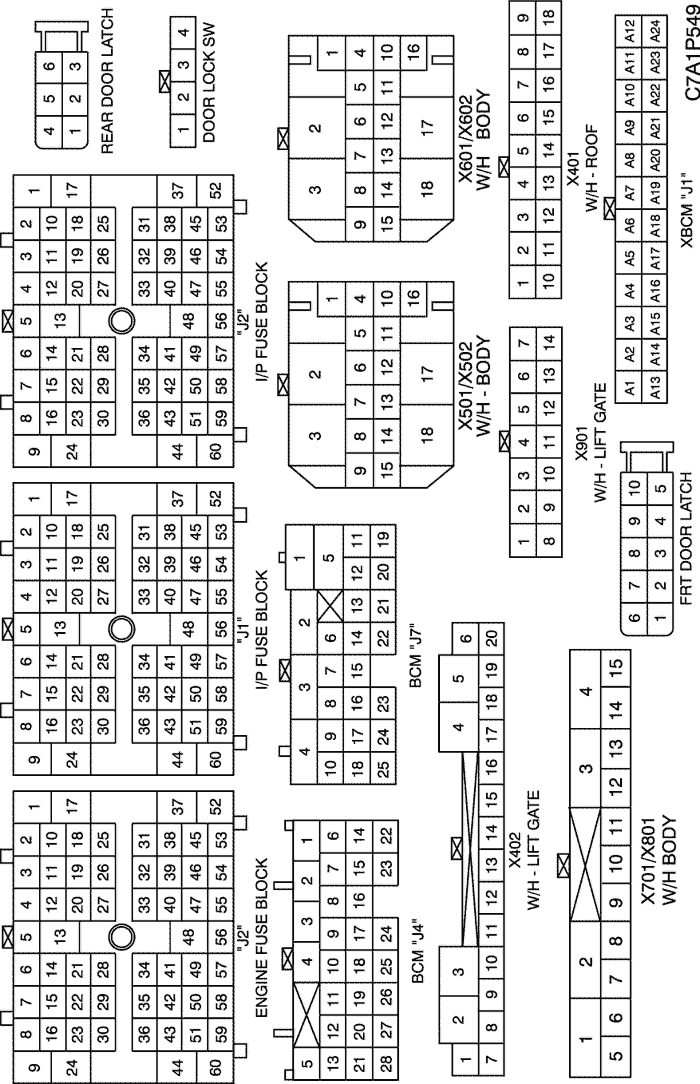 9 8 7 6 5 4 3 2 1
16 15 14 13 12 11 10
24 23 22 21 20 19 18 17
30 29 28 27 26 25
36 35 34 33 32 31
44 43 42 41 40 39 38 37
51 50 49 48 47 46 45
60 59 58 57 56 55 54 53 52
"J2"
ENGINE FUSE BLOCK
9 8 7 6 5 4 3 2 1
16 15 14 13 12 11 10
24 23 22 21 20 19 18 17
30 29 28 27 26 25
36 35 34 33 32 31
44 43 42 41 40 39 38 37
51 50 49 48 47 46 45
60 59 58 57 56 55 54 53 52
"J1"
I/P FUSE BLOCK
9 8 7 6 5 4 3 2 1
16 15 14 13 12 11 10
24 23 22 21 20 19 18 17
30 29 28 27 26 25
36 35 34 33 32 31
44 43 42 41 40 39 38 37
51 50 49 48 47 46 45
60 59 58 57 56 55 54 53 52
"J2"
I/P FUSE BLOCK
4 5 6
1 2 3
REAR DOOR LATCH
1 2 3 4
DOOR LOCK SW
5 4 3 2 1
13 12 11 10 9 8 7 6
21 20 19 18 17 16 15 14
28 27 26 25 24 23 22
BCM "J4"
4 3 2 1
10 9 8 7 6 5
18 17 16 15 14 13 12 11
25 24 23 22 21 20 19
BCM "J7"
3 2 1
9 8 7 6 5 4
15 14 13 12 11 10
18 17 16
X501/X502
W/H - BODY
3 2 1
9 8 7 6 5 4
15 14 13 12 11 10
18 17 16
X601/X602
W/H BODY
1 2 3 4 5 6
7 8 9 10 11 12 13 14 15 16 17 18 19 20
X402
W/H - LIFT GATE
1 2 3 4 5 6 7
8 9 10 11 12 13 14
X901
W/H - LIFT GATE
1 2 3 4 5 6 7 8 9
10 11 12 13 14 15 16 17 18
X401
W/H - ROOF
1 2 3 4
5 6 7 8 9 10 11 12 13 14 15
X701/X801
W/H BODY
6 7 8 9 10
1 2 3 4 5
FRT DOOR LATCH
A1 A2 A3 A4 A5 A6 A7 A8 A9 A10 A11 A12
A13 A14 A15 A16 A17 A18 A19 A20 A21 A22 A23 A24
XBCM "J1"
C7A1P549